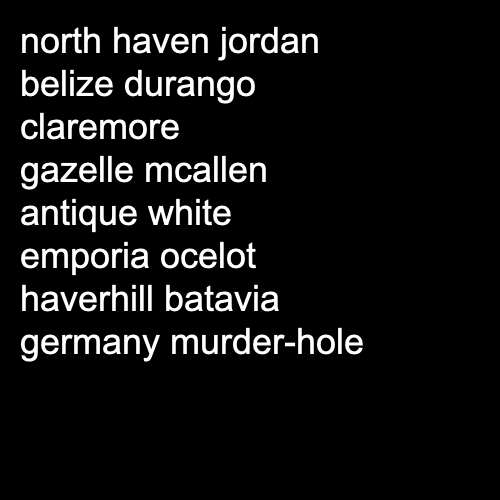 north haven jordan
belize durango
claremore
gazelle mcallen
antique white
emporia ocelot
haverhill batavia
germany murder-hole